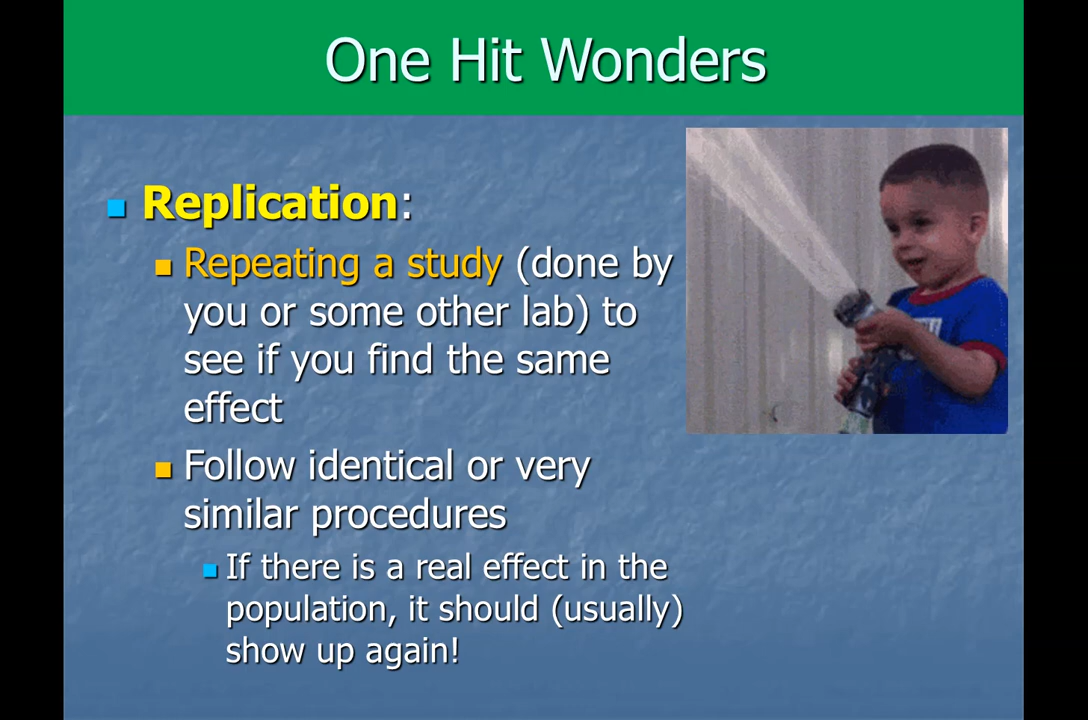 One Hit Wonders
Replication:
Repeating a study (done by
you or some other lab) to
see if you find the same
effect
Follow identical or very
similar procedures
If there is a real effect in the
population, it should (usually)
show up again!